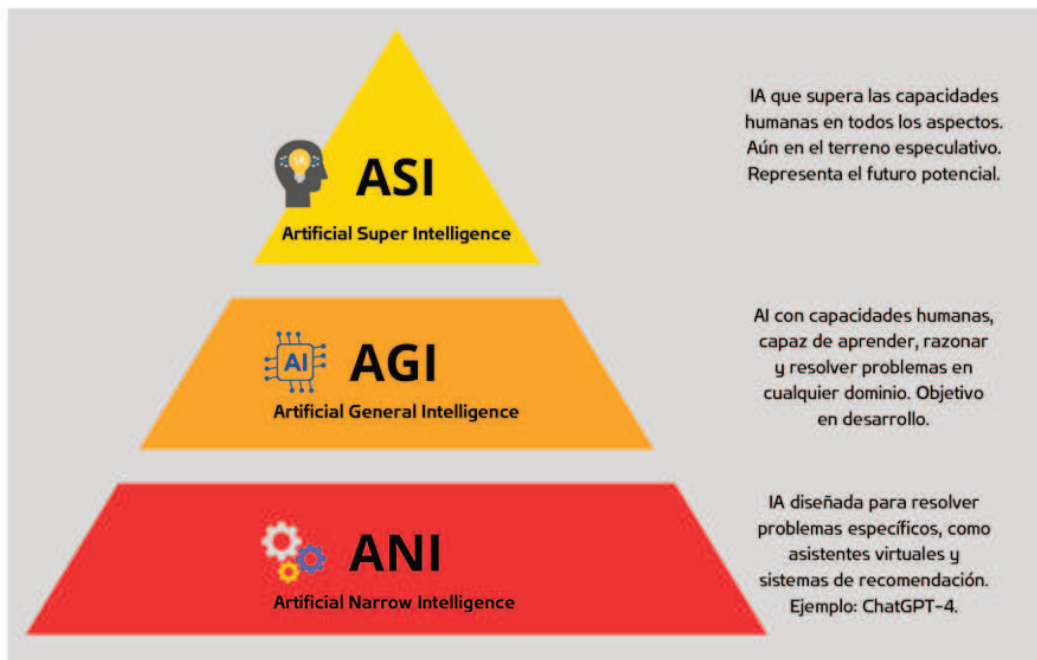 IA que supera las capacidades
humanas en todos los aspectos.
Aún en el terreno especulativo.
Representa el futuro potencial.
IA
ASI
Artificial Super Intelligence
AI con capacidades humanas,
capaz de aprender, razonar
y resolver problemas en
cualquier dominio. Objetivo
en desarrollo.
AI
AGI
Artificial General Intelligence
IA diseñada para resolver
problemas específicos, como
asistentes virtuales y
sistemas de recomendación.
Ejemplo: ChatGPT-4.
ANI
Artificial Narrow Intelligence